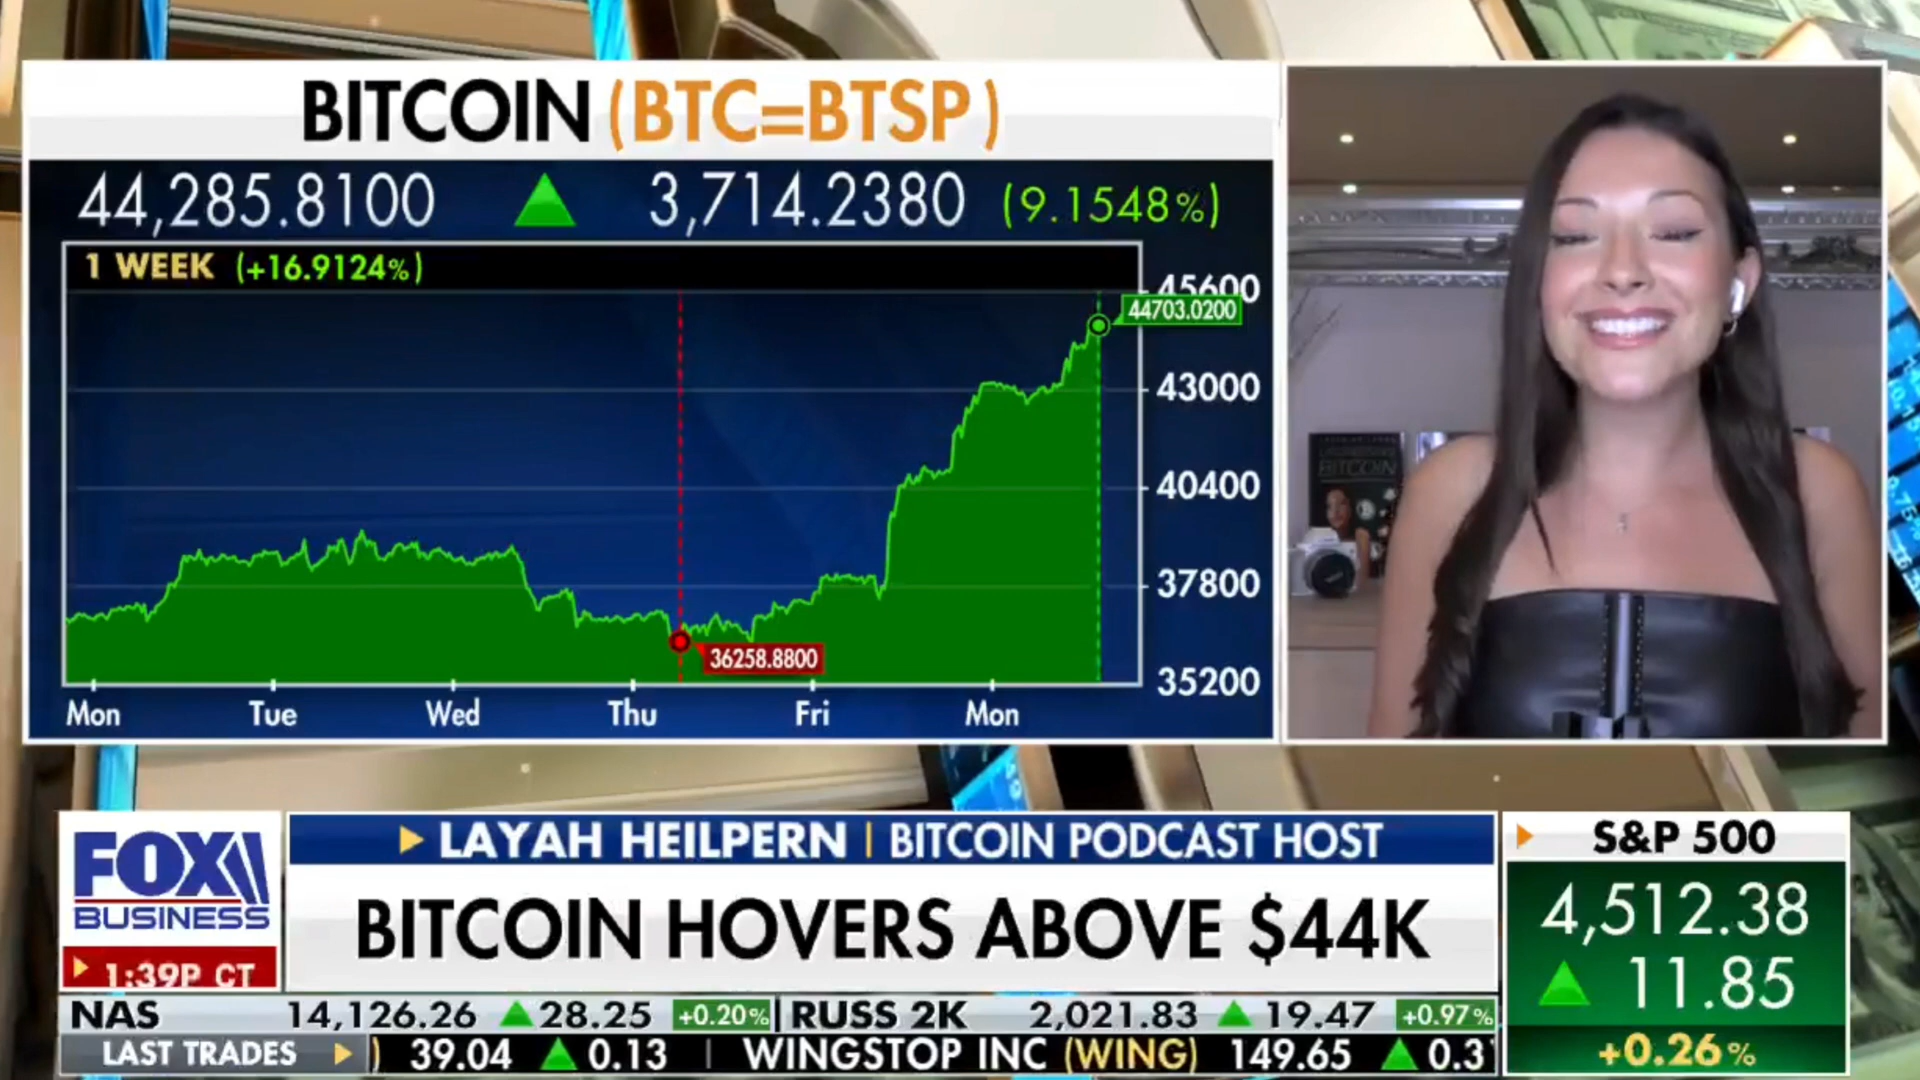 BITCOIN (BTC=BTSP)
44,285.8100 ▲ 3,714.2380 (9.1548%)
1 WEEK (+16.9124%)
45600
44703.0200
43000
40400
37800
36258.8800
35200
Mon Tue Wed Thu Fri Mon
BITCOIN
FOX BUSINESS
1:39P CT
LAYAH HEILPERN | BITCOIN PODCAST HOST
BITCOIN HOVERS ABOVE $44K
S&P 500
4,512.38
▲ 11.85
+0.26%
NAS 14,126.26 ▲ 28.25 +0.20% | RUSS 2K 2,021.83 ▲ 19.47 +0.97%
LAST TRADES ) 39.04 ▲ 0.13 | WINGSTOP INC (WING) 149.65 ▲ 0.3